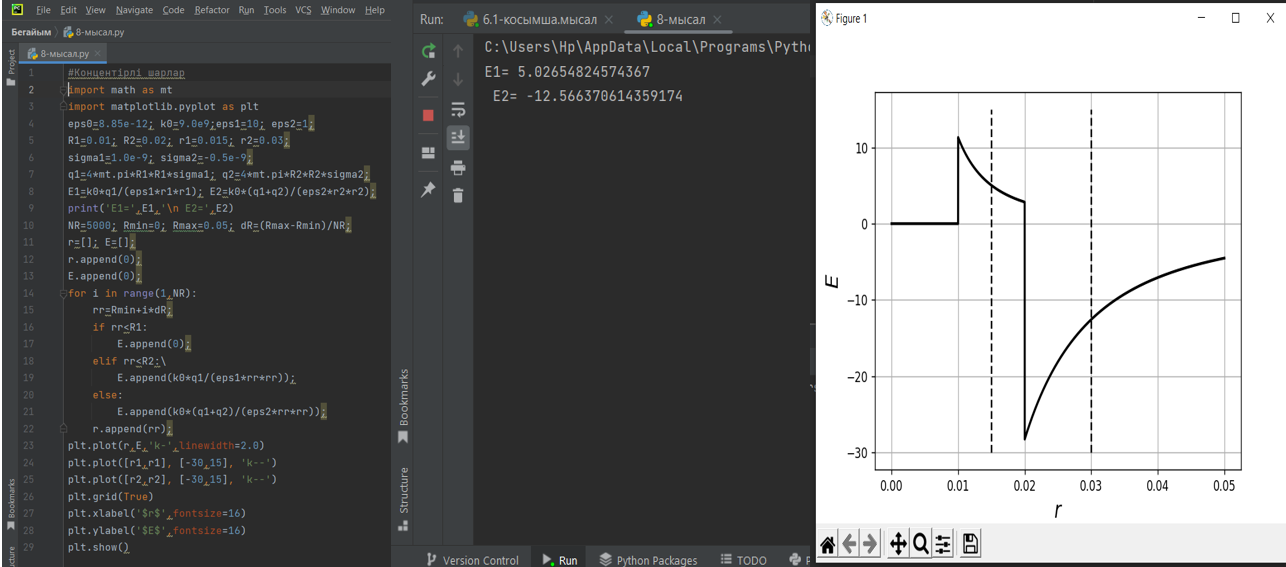 File Edit View Navigate Code Refactor Run Tools VCS Window Help
Бегайым 8-мысал.py
8-мысал.py
Project
1 #Концентірлі шарлар
2 import math as mt
3 import matplotlib.pyplot as plt
4 eps0=8.85e-12; k0=9.0e9;eps1=10; eps2=1;
5 R1=0.01; R2=0.02; r1=0.015; r2=0.03;
6 sigma1=1.0e-9; sigma2=-0.5e-9;
7 q1=4*mt.pi*R1*R1*sigma1; q2=4*mt.pi*R2*R2*sigma2;
8 E1=k0*q1/(eps1*r1*r1); E2=k0*(q1+q2)/(eps2*r2*r2);
9 print('E1=',E1,'\n E2=',E2)
10 NR=5000; Rmin=0; Rmax=0.05; dR=(Rmax-Rmin)/NR;
11 r=[]; E=[];
12 r.append(0);
13 E.append(0);
14 for i in range(1,NR):
15 rr=Rmin+i*dR;
16 if rr<R1:
17 E.append(0);
18 elif rr<R2:\
19 E.append(k0*q1/(eps1*rr*rr));
20 else:
21 E.append(k0*(q1+q2)/(eps2*rr*rr));
22 r.append(rr);
23 plt.plot(r,E,'k-',linewidth=2.0)
24 plt.plot([r1,r1], [-30,15], 'k--')
25 plt.plot([r2,r2], [-30,15], 'k--')
26 plt.grid(True)
27 plt.xlabel('$r$',fontsize=16)
28 plt.ylabel('$E$',fontsize=16)
29 plt.show()
Bookmarks
Run: 6.1-косымша.мысал 8-мысал
C:\Users\Hp\AppData\Local\Programs\Pytho
E1= 5.02654824574367
E2= -12.566370614359174
Bookmarks
Structure
Version Control Run Python Packages TODO
Figure 1
10
0
−10
−20
−30
E
0.00 0.01 0.02 0.03 0.04 0.05
r